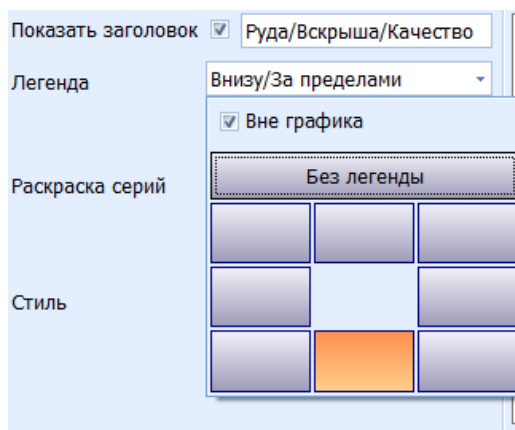 Показать заголовок Руда/Вскрыша/Качество
Легенда Внизу/За пределами
Вне графика
Без легенды
Раскраска серий
Стиль